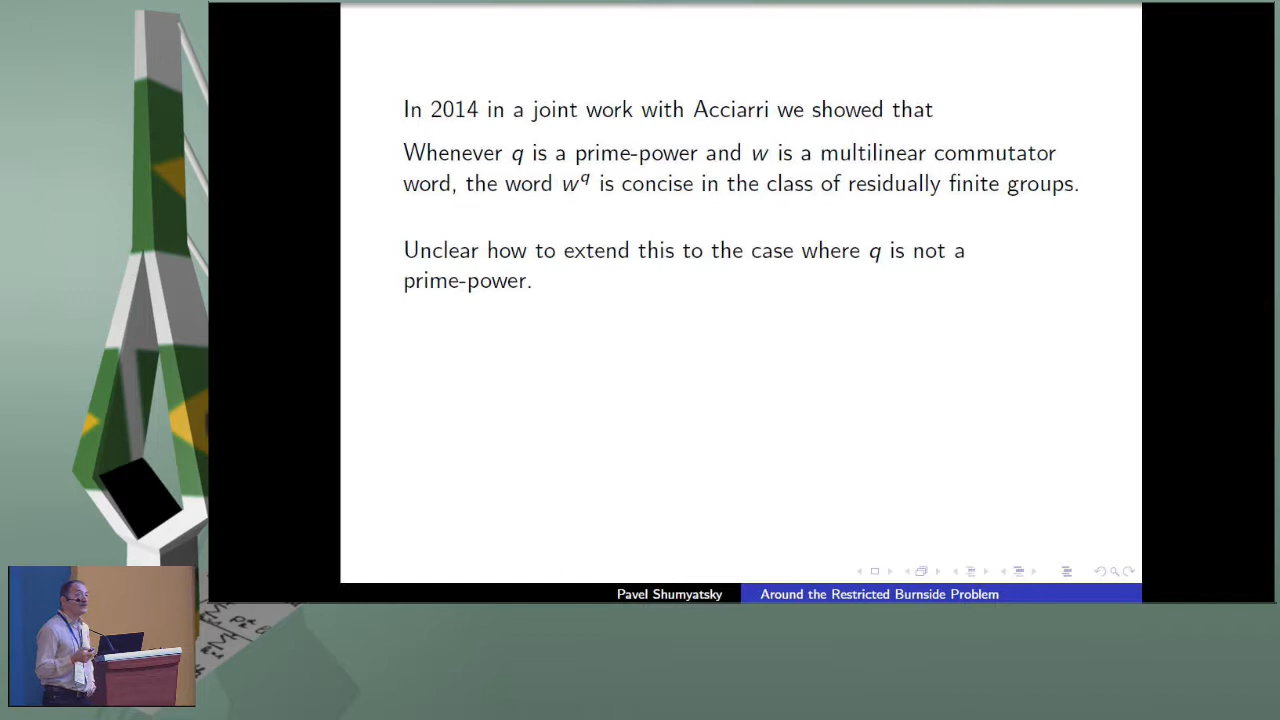 In 2014 in a joint work with Acciarri we showed that
Whenever q is a prime-power and w is a multilinear commutator
word, the word w^q is concise in the class of residually finite groups.
Unclear how to extend this to the case where q is not a
prime-power.
Pavel Shumyatsky
Around the Restricted Burnside Problem